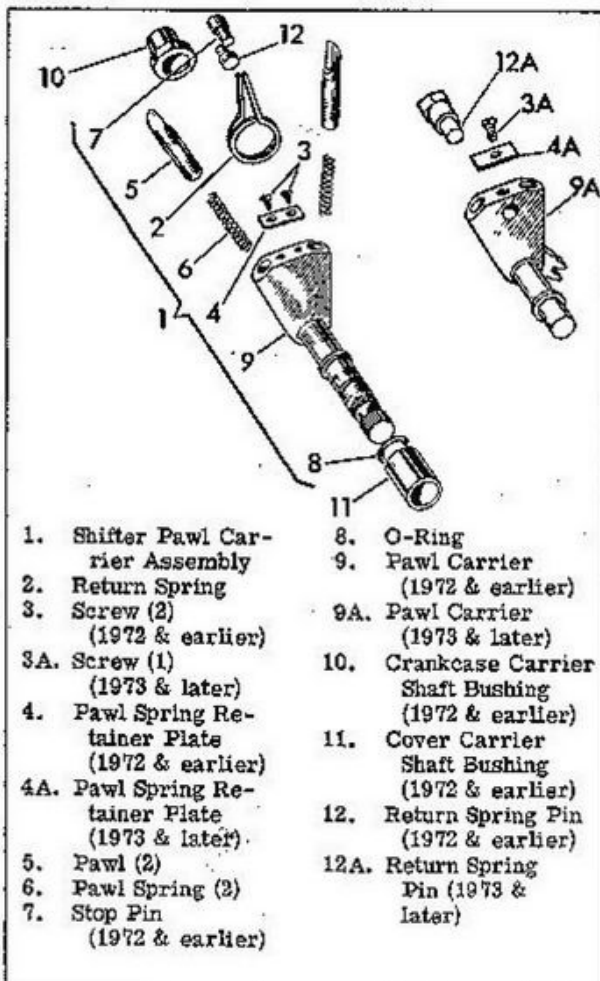 12
10
12A
3A
7
3
4A
5
2
9A
6
1
4
9
8
11
1. Shifter Pawl Car-
rier Assembly
2. Return Spring
3. Screw (2)
(1972 & earlier)
3A. Screw (1)
(1973 & later)
4. Pawl Spring Re-
tainer Plate
(1972 & earlier)
4A. Pawl Spring Re-
tainer Plate
(1973 & later)
5. Pawl (2)
6. Pawl Spring (2)
7. Stop Pin
(1972 & earlier)
8. O-Ring
9. Pawl Carrier
(1972 & earlier)
9A. Pawl Carrier
(1973 & later)
10. Crankcase Carrier
Shaft Bushing
(1972 & earlier)
11. Cover Carrier
Shaft Bushing
(1972 & earlier)
12. Return Spring Pin
(1972 & earlier)
12A. Return Spring
Pin (1973 &
later)